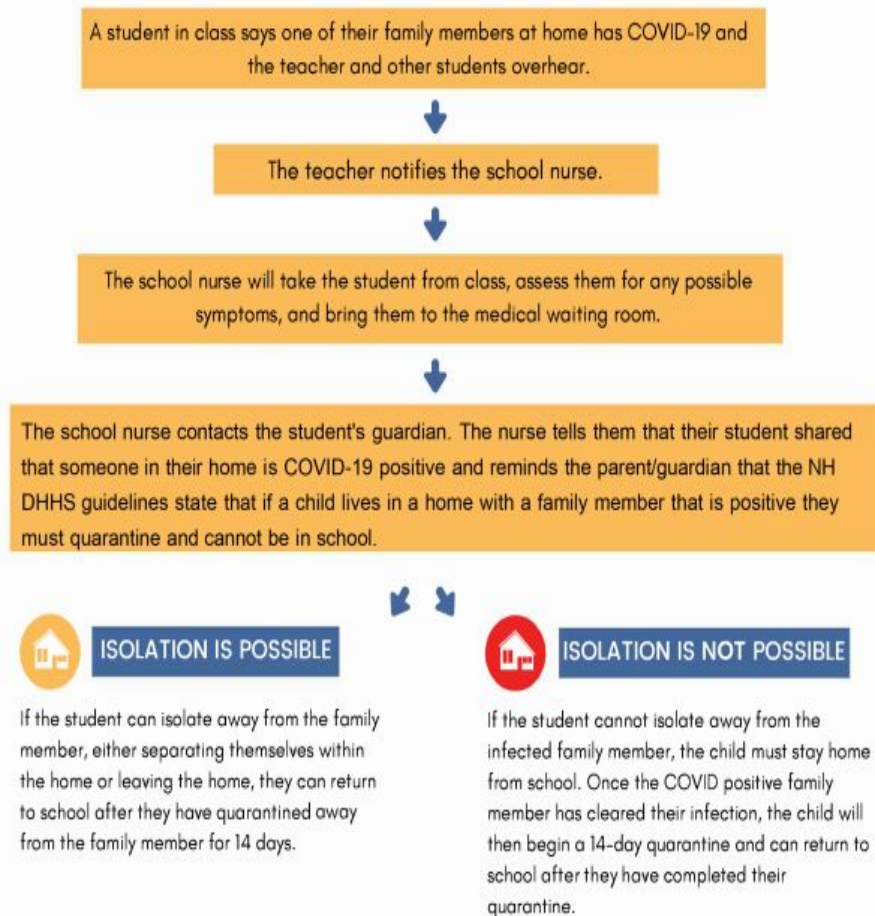 A student in class says one of their family members at home has COVID-19 and
the teacher and other students overhear.
The teacher notifies the school nurse.
The school nurse will take the student from class, assess them for any possible
symptoms, and bring them to the medical waiting room.
The school nurse contacts the student's guardian. The nurse tells them that their student shared
that someone in their home is COVID-19 positive and reminds the parent/guardian that the NH
DHHS guidelines state that if a child lives in a home with a family member that is positive they
must quarantine and cannot be in school.
ISOLATION IS POSSIBLE
If the student can isolate away from the family
member, either separating themselves within
the home or leaving the home, they can return
to school after they have quarantined away
from the family member for 14 days.
ISOLATION IS NOT POSSIBLE
If the student cannot isolate away from the
infected family member, the child must stay home
from school. Once the COVID positive family
member has cleared their infection, the child will
then begin a 14-day quarantine and can return to
school after they have completed their
quarantine.